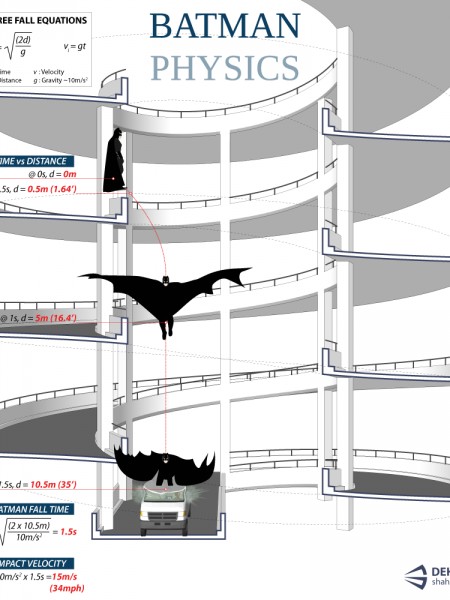 BATMAN
PHYSICS
REE FALL EQUATIONS
= √(2d)/g vᵢ = gt
ime v : Velocity
istance g : Gravity ~10m/s²
IME vs DISTANCE
@ 0s, d = 0m
.5s, d = 0.5m (1.64')
@ 1s, d = 5m (16.4')
1.5s, d = 10.5m (35')
ATMAN FALL TIME
√(2 x 10.5m)/10m/s² = 1.5s
MPACT VELOCITY
0m/s² x 1.5s =15m/s
(34mph)
DEK
shah